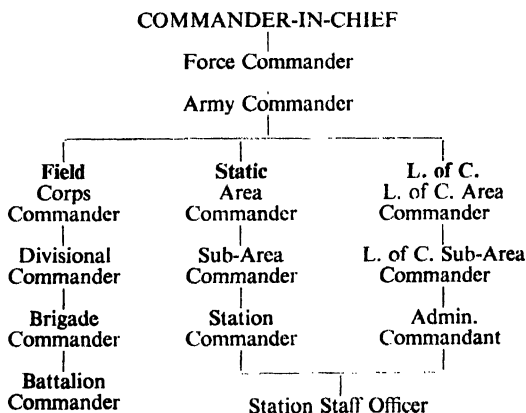 COMMANDER-IN-CHIEF
Force Commander
Army Commander
Field
Corps
Commander
Divisional
Commander
Brigade
Commander
Battalion
Commander
Static
Area
Commander
Sub-Area
Commander
Station
Commander
L. of C.
L. of C. Area
Commander
L. of C. Sub-Area
Commander
Admin.
Commandant
Station Staff Officer